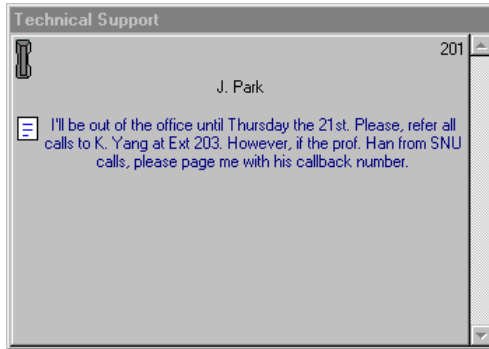 Technical Support
201
J. Park
I'll be out of the office until Thursday the 21st. Please, refer all
calls to K. Yang at Ext 203. However, if the prof. Han from SNU
calls, please page me with his callback number.